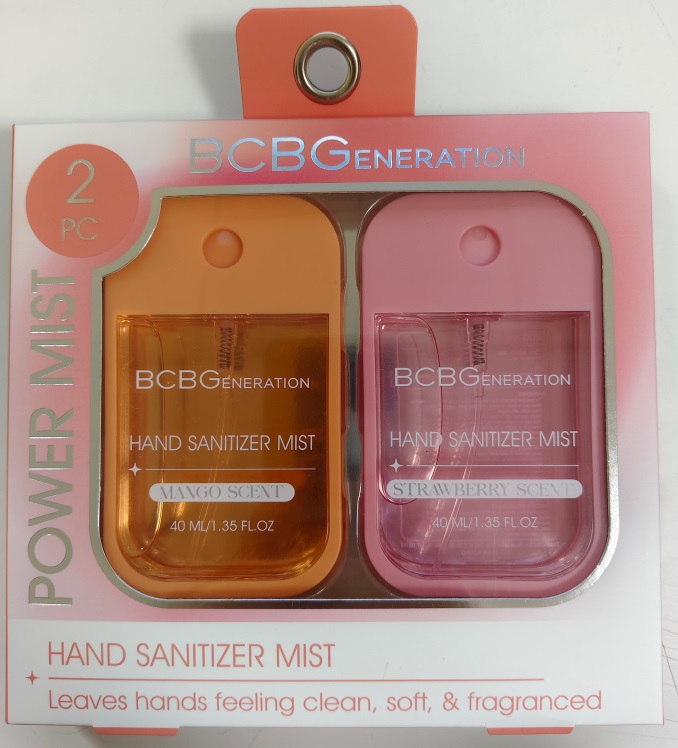 BCBGENERATION
2
PC
POWER MIST
BCBGENERATION
HAND SANITIZER MIST
MANGO SCENT
40 ML/1.35 FL.OZ
BCBGENERATION
HAND SANITIZER MIST
STRAWBERRY SCENT
40 ML/1.35 FL.OZ
HAND SANITIZER MIST
Leaves hands feeling clean, soft, & fragranced